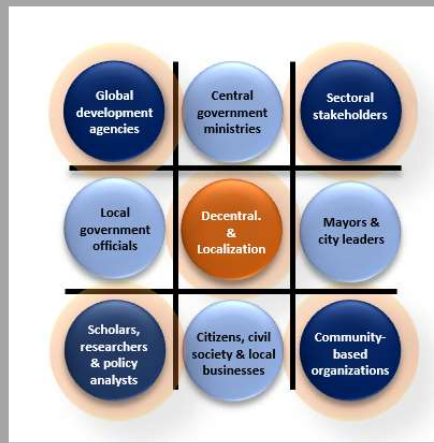 Global
development
agencies
Central
government
ministries
Sectoral
stakeholders
Local
government
officials
Decentral.
&
Localization
Mayors &
city leaders
Scholars,
researchers
& policy
analysts
Citizens, civil
society & local
businesses
Community-
based
organizations